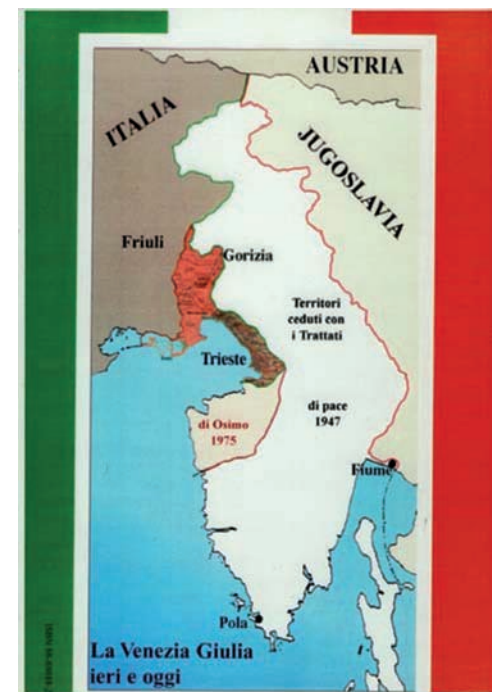 AUSTRIA
ITALIA
JUGOSLAVIA
Friuli
Gorizia
Territori
ceduti con
i Trattati
Trieste
di pace
1947
di Osimo
1975
Fiume
Pola
La Venezia Giulia
ieri e oggi
ISBN